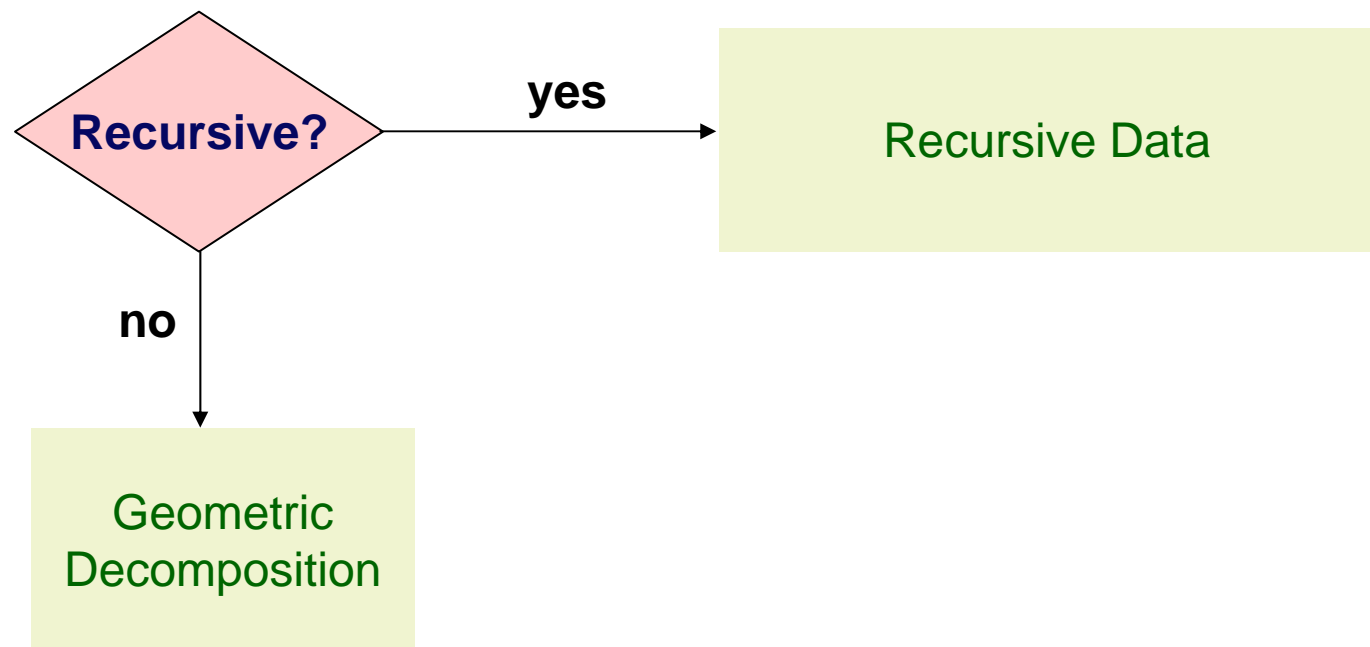 Recursive?
yes
Recursive Data
no
Geometric
Decomposition